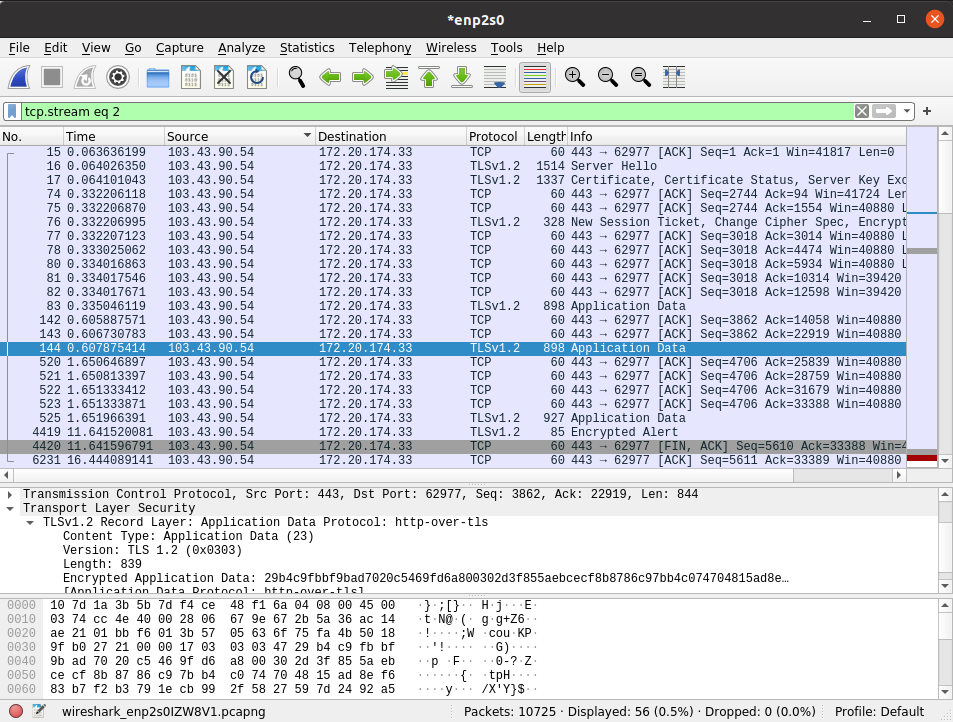 *enp2s0
File Edit View Go Capture Analyze Statistics Telephony Wireless Tools Help
tcp.stream eq 2
No. Time Source Destination Protocol Length Info
15 0.063636199 103.43.90.54 172.20.174.33 TCP 60 443 → 62977 [ACK] Seq=1 Ack=1 Win=41817 Len=0
16 0.064026350 103.43.90.54 172.20.174.33 TLSv1.2 1514 Server Hello
17 0.064101043 103.43.90.54 172.20.174.33 TLSv1.2 1337 Certificate, Certificate Status, Server Key Exc
74 0.332206118 103.43.90.54 172.20.174.33 TCP 60 443 → 62977 [ACK] Seq=2744 Ack=94 Win=41724 Len
75 0.332206870 103.43.90.54 172.20.174.33 TCP 60 443 → 62977 [ACK] Seq=2744 Ack=1554 Win=40880 L
76 0.332206995 103.43.90.54 172.20.174.33 TLSv1.2 328 New Session Ticket, Change Cipher Spec, Encrypt
77 0.332207123 103.43.90.54 172.20.174.33 TCP 60 443 → 62977 [ACK] Seq=3018 Ack=3014 Win=40880 L
78 0.333025062 103.43.90.54 172.20.174.33 TCP 60 443 → 62977 [ACK] Seq=3018 Ack=4474 Win=40880 L
80 0.334016863 103.43.90.54 172.20.174.33 TCP 60 443 → 62977 [ACK] Seq=3018 Ack=5934 Win=40880 L
81 0.334017546 103.43.90.54 172.20.174.33 TCP 60 443 → 62977 [ACK] Seq=3018 Ack=10314 Win=39420
82 0.334017671 103.43.90.54 172.20.174.33 TCP 60 443 → 62977 [ACK] Seq=3018 Ack=12598 Win=39420
83 0.335046119 103.43.90.54 172.20.174.33 TLSv1.2 898 Application Data
142 0.605887571 103.43.90.54 172.20.174.33 TCP 60 443 → 62977 [ACK] Seq=3862 Ack=14058 Win=40880
143 0.606730783 103.43.90.54 172.20.174.33 TCP 60 443 → 62977 [ACK] Seq=3862 Ack=22919 Win=40880
144 0.607875414 103.43.90.54 172.20.174.33 TLSv1.2 898 Application Data
520 1.650646897 103.43.90.54 172.20.174.33 TCP 60 443 → 62977 [ACK] Seq=4706 Ack=25839 Win=40880
521 1.650813397 103.43.90.54 172.20.174.33 TCP 60 443 → 62977 [ACK] Seq=4706 Ack=28759 Win=40880
522 1.651333412 103.43.90.54 172.20.174.33 TCP 60 443 → 62977 [ACK] Seq=4706 Ack=31679 Win=40880
523 1.651333871 103.43.90.54 172.20.174.33 TCP 60 443 → 62977 [ACK] Seq=4706 Ack=33388 Win=40880
525 1.651966391 103.43.90.54 172.20.174.33 TLSv1.2 927 Application Data
4419 11.641520081 103.43.90.54 172.20.174.33 TLSv1.2 85 Encrypted Alert
4420 11.641596791 103.43.90.54 172.20.174.33 TCP 60 443 → 62977 [FIN, ACK] Seq=5610 Ack=33388 Win=4
6231 16.444089141 103.43.90.54 172.20.174.33 TCP 60 443 → 62977 [ACK] Seq=5611 Ack=33389 Win=40880
Transmission Control Protocol, Src Port: 443, Dst Port: 62977, Seq: 3862, Ack: 22919, Len: 844
Transport Layer Security
TLSv1.2 Record Layer: Application Data Protocol: http-over-tls
Content Type: Application Data (23)
Version: TLS 1.2 (0x0303)
Length: 839
Encrypted Application Data: 29b4c9fbbf9bad7020c5469fd6a800302d3f855aebcecf8b8786c97bb4c074704815ad8e…
[Application Data Protocol: http-over-tls]
0000 10 7d 1a 3b 5b 7d f4 ce 48 f1 6a 04 08 00 45 00 ·}·;[}·· H·j···E·
0010 03 74 cc 4e 40 00 28 06 67 9e 67 2b 5a 36 ac 14 ·t·N@·(· g·g+Z6··
0020 ae 21 01 bb f6 01 3b 57 05 63 6f 75 fa 4b 50 18 ·!····;W ·cou·KP·
0030 9f b0 27 21 00 00 17 03 03 03 47 29 b4 c9 fb bf ··'!···· ··G)····
0040 9b ad 70 20 c5 46 9f d6 a8 00 30 2d 3f 85 5a eb ··p ·F·· ··0-?·Z·
0050 ce cf 8b 87 86 c9 7b b4 c0 74 70 48 15 ad 8e f6 ······{· ·tpH····
0060 83 b7 f2 b3 79 1e cb 99 2f 58 27 59 7d 24 92 a5 ····y··· /X'Y}$··
wireshark_enp2s0IZW8V1.pcapng Packets: 10725 · Displayed: 56 (0.5%) · Dropped: 0 (0.0%) Profile: Default